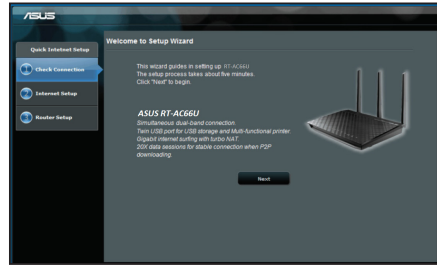 ASUS
Quick Internet Setup
1 Check Connection
2 Internet Setup
3 Router Setup
Welcome to Setup Wizard
This wizard guides in setting up RT-AC66U
The setup process takes about five minutes.
Click "Next" to begin.
ASUS RT-AC66U
Simultaneous dual-band connection.
Twin USB port for USB storage and Multi-functional printer.
Gigabit internet surfing with turbo NAT.
20X data sessions for stable connection when P2P
downloading.
Next